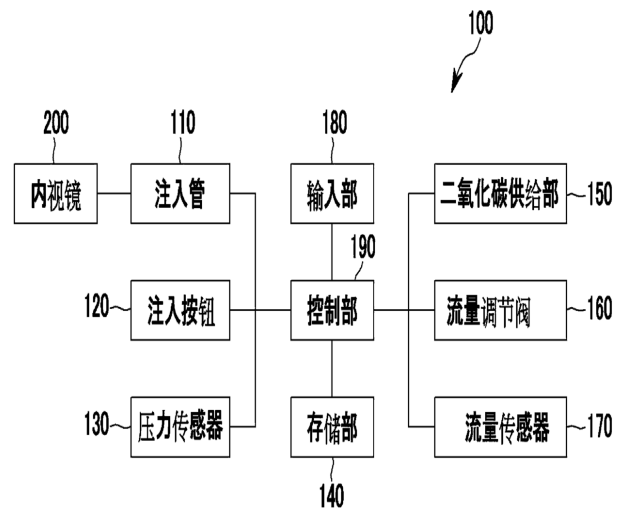 100
200
110
180
内视镜
注入管
输入部
二氧化碳供给部
150
190
120
注入按钮
控制部
流量调节阀
160
130
压力传感器
存储部
流量传感器
170
140